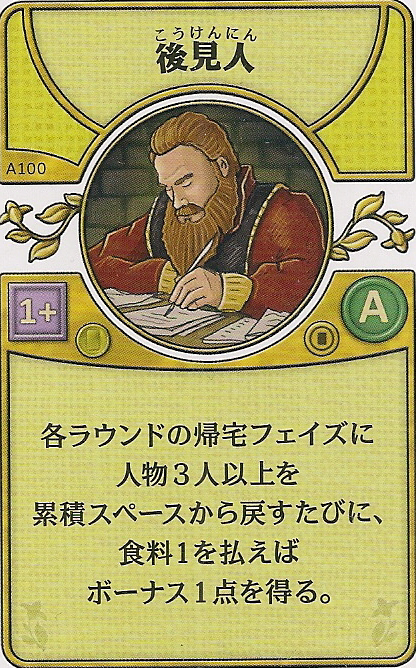 こうけんにん
後見人
A100
1+
A
各ラウンドの帰宅フェイズに
人物3人以上を
累積スペースから戻すたびに、
食料1を払えば
ボーナス1点を得る。